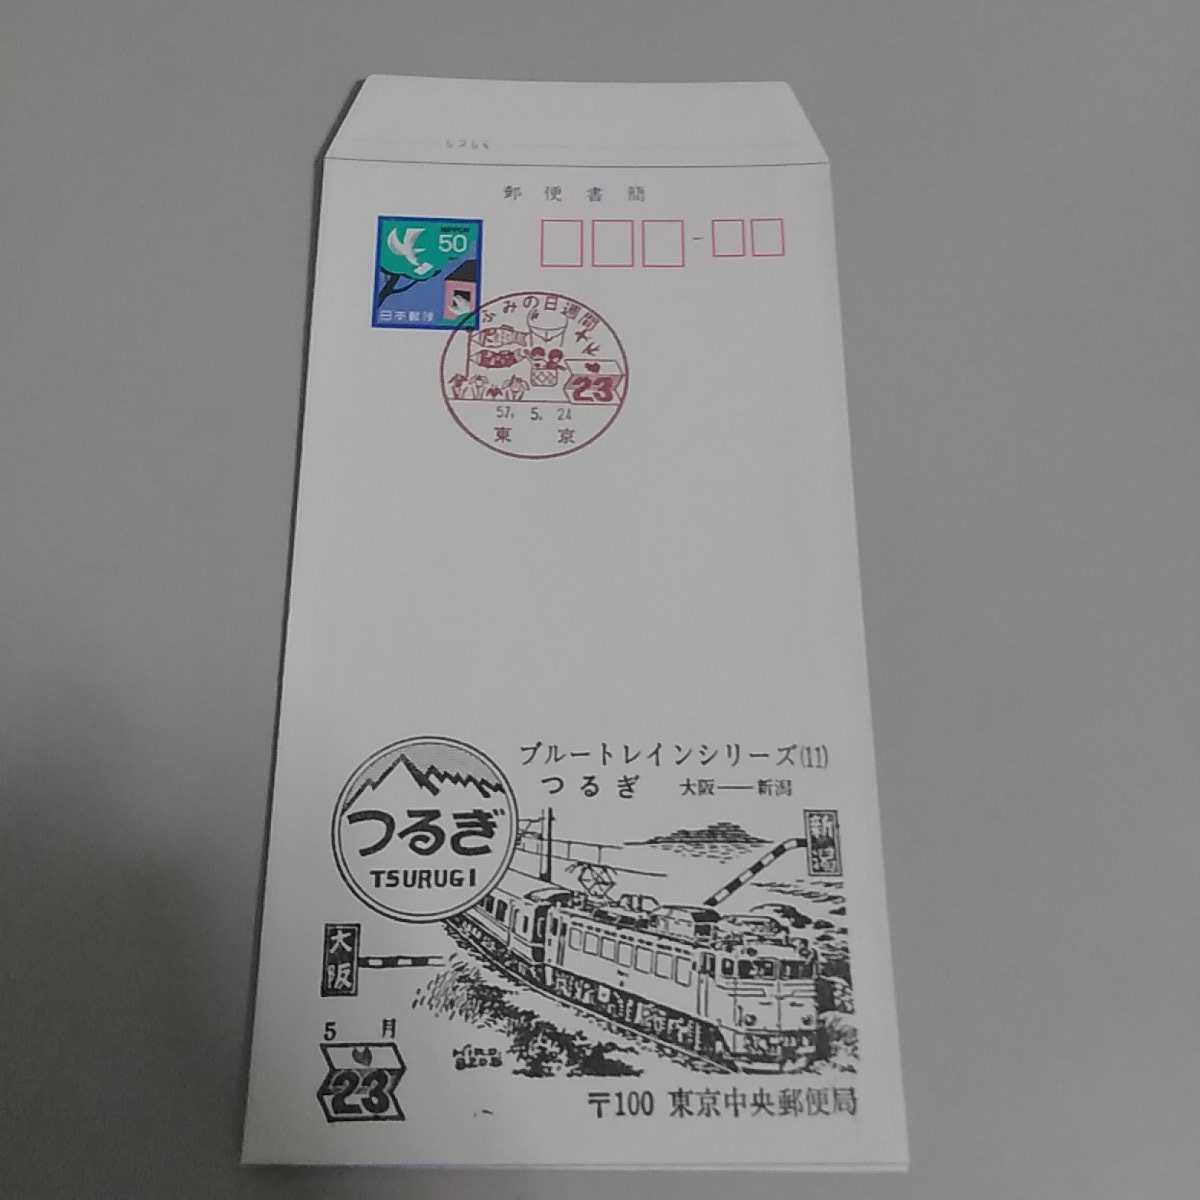 郵便書簡
NIPPON
50
日本郵便
ふみの日週間
23
57. 5. 24
東京
ブルートレインシリーズ(11)
つるぎ 大阪──新潟
つるぎ
TSURUGI
新潟
大阪
5月
23
HIRO
〒100 東京中央郵便局